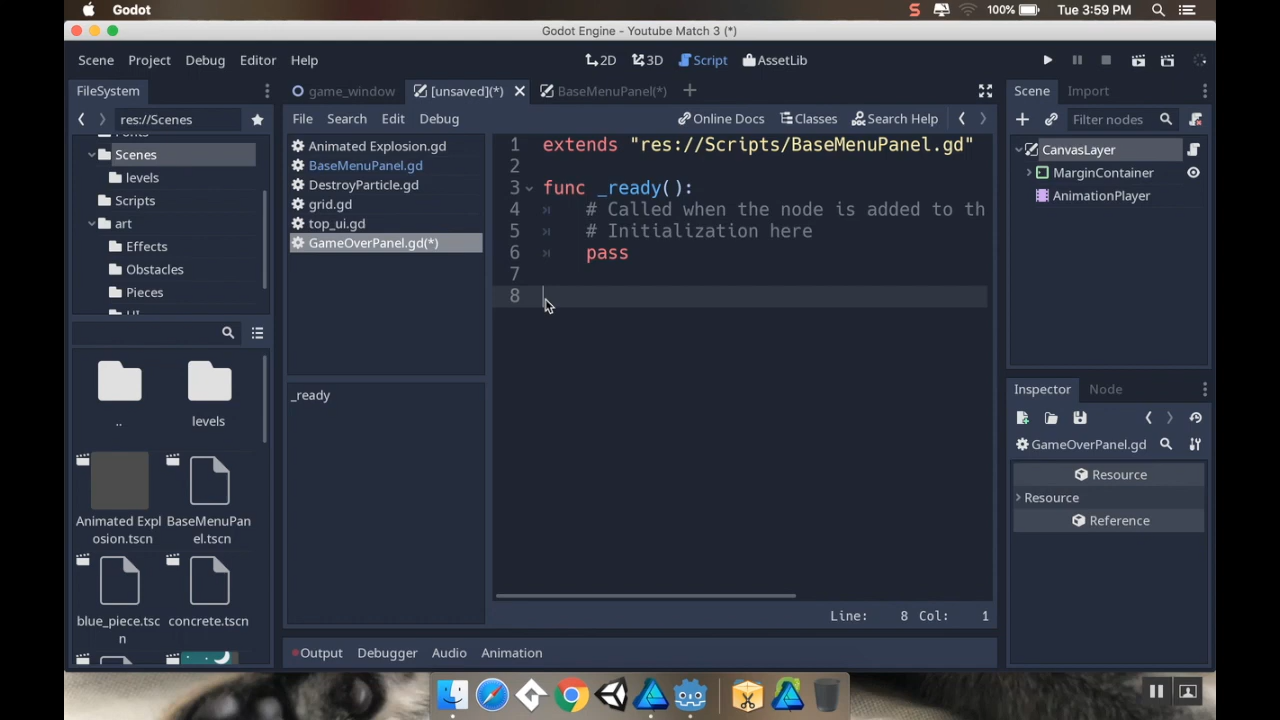 Godot
100%
Tue 3:59 PM
Godot Engine - Youtube Match 3 (*)
Scene Project Debug Editor Help
2D 3D Script AssetLib
FileSystem
res://Scenes
Scenes
levels
Scripts
art
Effects
Obstacles
Pieces
..
levels
Animated Expl
osion.tscn
BaseMenuPan
el.tscn
blue_piece.tsc
n
concrete.tscn
game_window [unsaved](*) BaseMenuPanel(*)
File Search Edit Debug Online Docs Classes Search Help
Animated Explosion.gd
BaseMenuPanel.gd
DestroyParticle.gd
grid.gd
top_ui.gd
GameOverPanel.gd(*)
_ready
1 extends "res://Scripts/BaseMenuPanel.gd"
2
3 func _ready():
4 # Called when the node is added to th
5 # Initialization here
6 pass
7
8
Line: 8 Col: 1
Output Debugger Audio Animation
Scene Import
Filter nodes
CanvasLayer
MarginContainer
AnimationPlayer
Inspector Node
GameOverPanel.gd
Resource
Resource
Reference